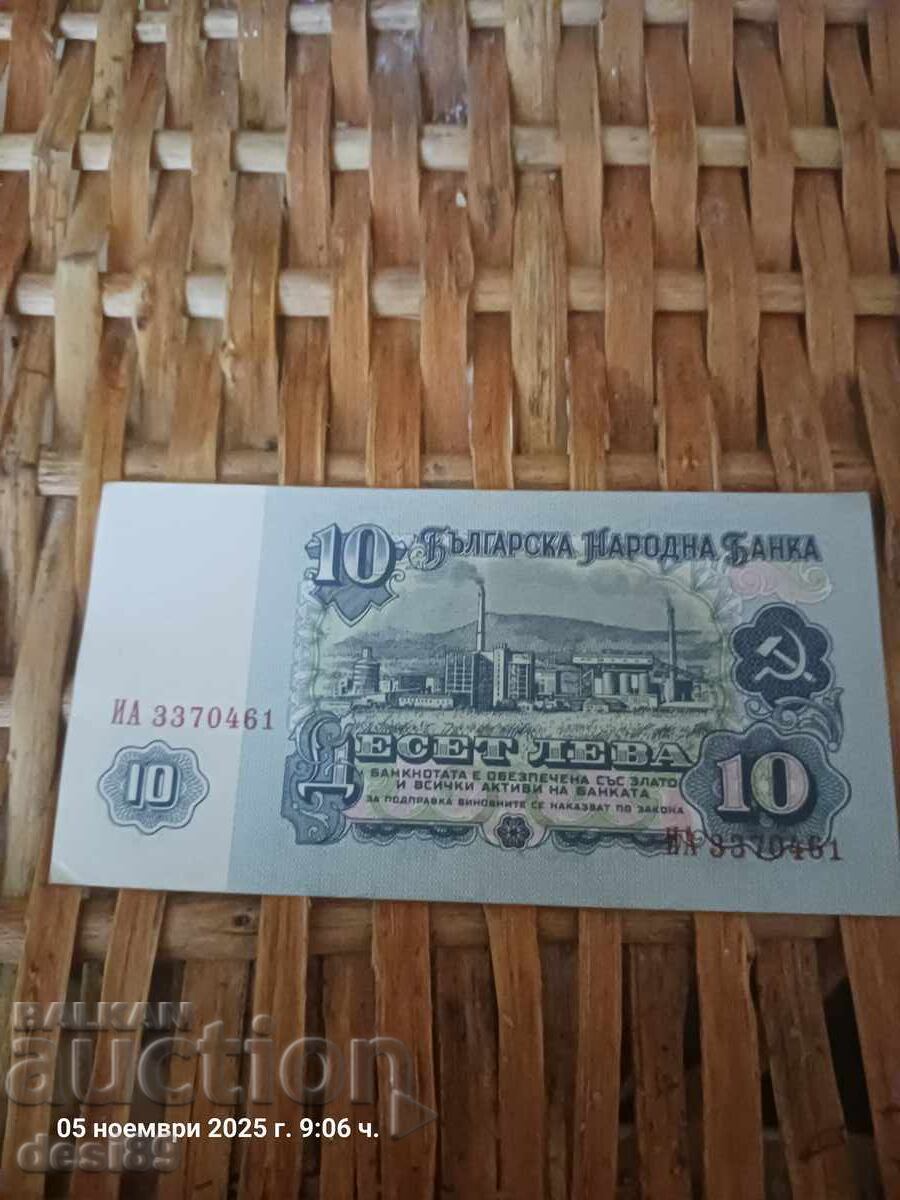 10 БЪЛГАРСКА НАРОДНА БАНКА
ИА 3370461
ДЕСЕТ ЛЕВА
БАНКНОТАТА Е ОБЕЗПЕЧЕНА СЪС ЗЛАТО
И ВСИЧКИ АКТИВИ НА БАНКАТА
ЗА ПОДПРАВКА ВИНОВНИТЕ СЕ НАКАЗВАТ ПО ЗАКОНА
10
10
ИА 3370461
BALKAN
auction
05 ноември 2025 г. 9:06 ч.
desi89